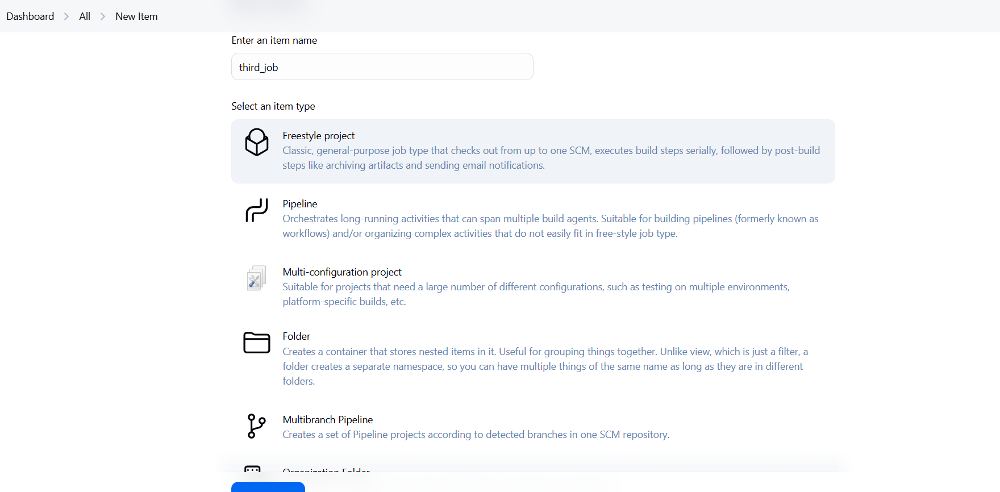 Dashboard > All > New Item
Enter an item name
third_job
Select an item type
Freestyle project
Classic, general-purpose job type that checks out from up to one SCM, executes build steps serially, followed by post-build
steps like archiving artifacts and sending email notifications.
Pipeline
Orchestrates long-running activities that can span multiple build agents. Suitable for building pipelines (formerly known as
workflows) and/or organizing complex activities that do not easily fit in free-style job type.
Multi-configuration project
Suitable for projects that need a large number of different configurations, such as testing on multiple environments,
platform-specific builds, etc.
Folder
Creates a container that stores nested items in it. Useful for grouping things together. Unlike view, which is just a filter, a
folder creates a separate namespace, so you can have multiple things of the same name as long as they are in different
folders.
Multibranch Pipeline
Creates a set of Pipeline projects according to detected branches in one SCM repository.
Organization Folder